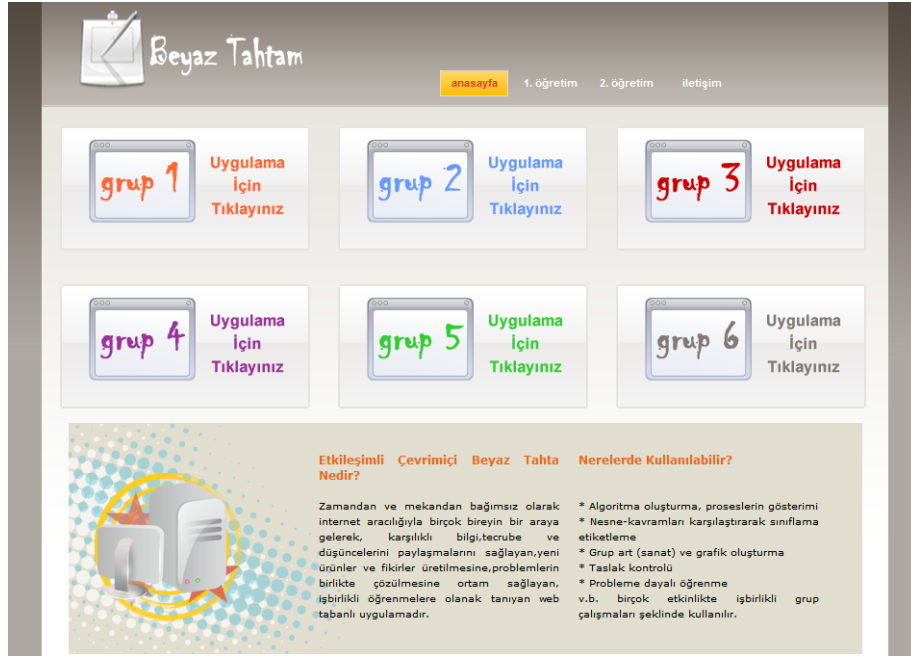 Beyaz Tahtam
anasayfa 1. öğretim 2. öğretim iletişim
grup 1
Uygulama
İçin
Tıklayınız
grup 2
Uygulama
İçin
Tıklayınız
grup 3
Uygulama
İçin
Tıklayınız
grup 4
Uygulama
İçin
Tıklayınız
grup 5
Uygulama
İçin
Tıklayınız
grup 6
Uygulama
İçin
Tıklayınız
Etkileşimli Çevrimiçi Beyaz Tahta
Nedir?
Zamandan ve mekandan bağımsız olarak
internet aracılığıyla birçok bireyin bir araya
gelerek, karşılıklı bilgi,tecrube ve
düşüncelerini paylaşmalarını sağlayan,yeni
ürünler ve fikirler üretilmesine,problemlerin
birlikte çözülmesine ortam sağlayan,
işbirlikli öğrenmelere olanak tanıyan web
tabanlı uygulamadır.
Nerelerde Kullanılabilir?
* Algoritma oluşturma, proseslerin gösterimi
* Nesne-kavramları karşılaştırarak sınıflama
etiketleme
* Grup art (sanat) ve grafik oluşturma
* Taslak kontrolü
* Probleme dayalı öğrenme
v.b. birçok etkinlikte işbirlikli grup
çalışmaları şeklinde kullanılır.